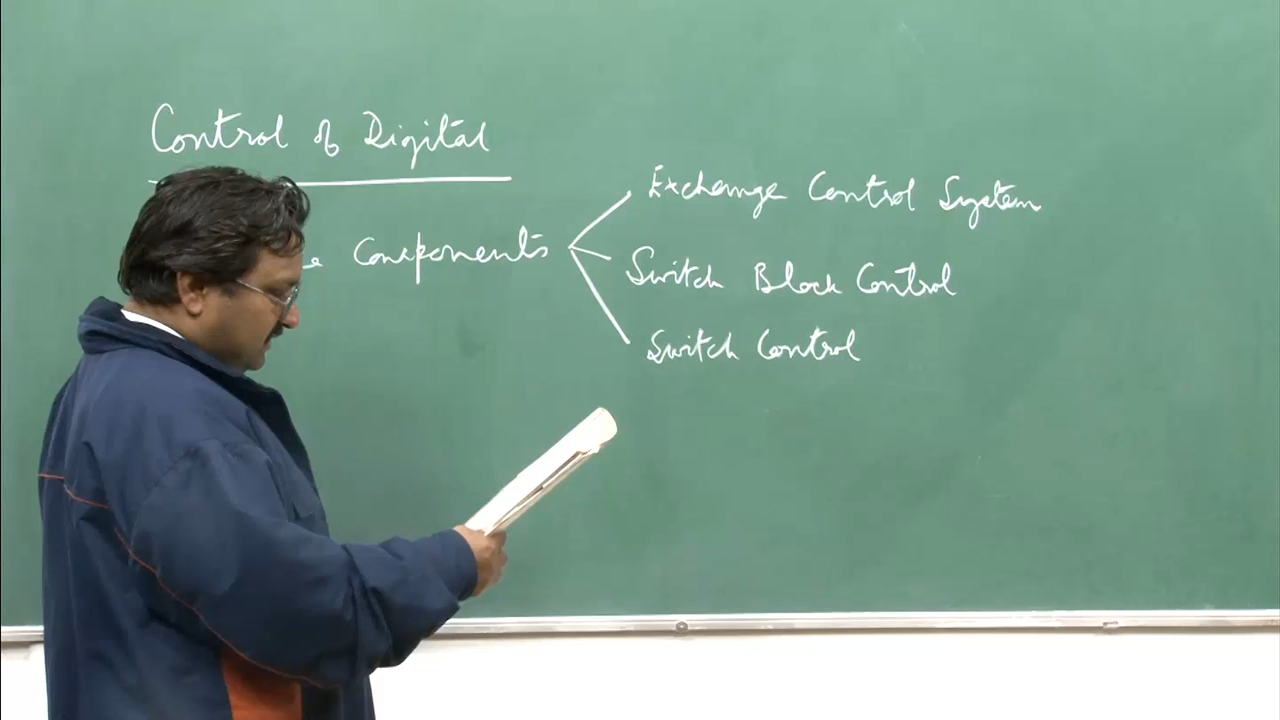 Control of Digital
Components
Exchange Control System
Switch Block Control
Switch Control